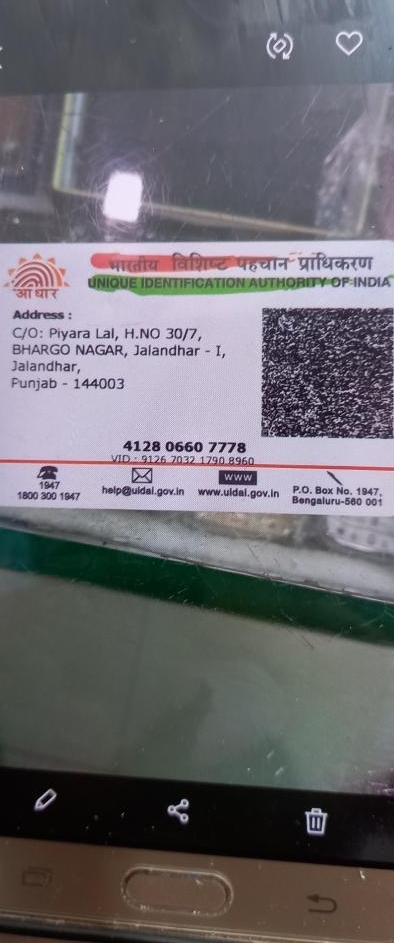 भारतीय विशिष्ट पहचान प्राधिकरण
UNIQUE IDENTIFICATION AUTHORITY OF INDIA
आधार
Address :
C/O: Piyara Lal, H.NO 30/7,
BHARGO NAGAR, Jalandhar - I,
Jalandhar,
Punjab - 144003
4128 0660 7778
VID : 9126 7032 1790 8960
1947
1800 300 1947
help@uidai.gov.in
WWW
www.uidai.gov.in
P.O. Box No. 1947,
Bengaluru-560 001